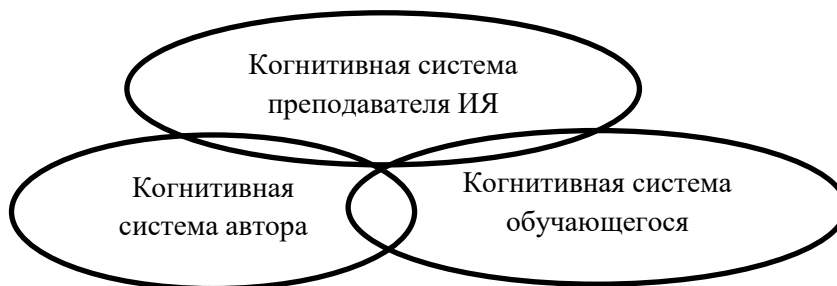 Когнитивная система
преподавателя ИЯ
Когнитивная
система автора
Когнитивная система
обучающегося